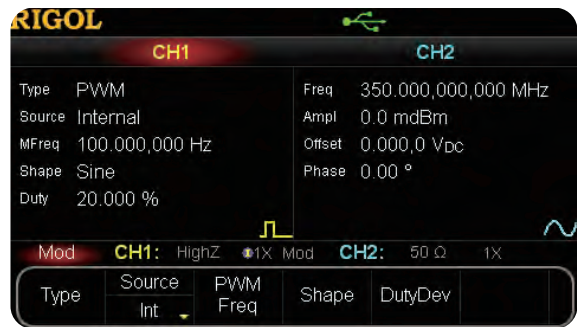 RIGOL
CH1 CH2
Type PWM
Source Internal
MFreq 100.000,000 Hz
Shape Sine
Duty 20.000 %
Freq 350.000,000,000 MHz
Ampl 0.0 mdBm
Offset 0.000,0 VDC
Phase 0.00 °
Mod CH1: HighZ 1X Mod CH2: 50 Ω 1X
Type Source Int PWM Freq Shape DutyDev